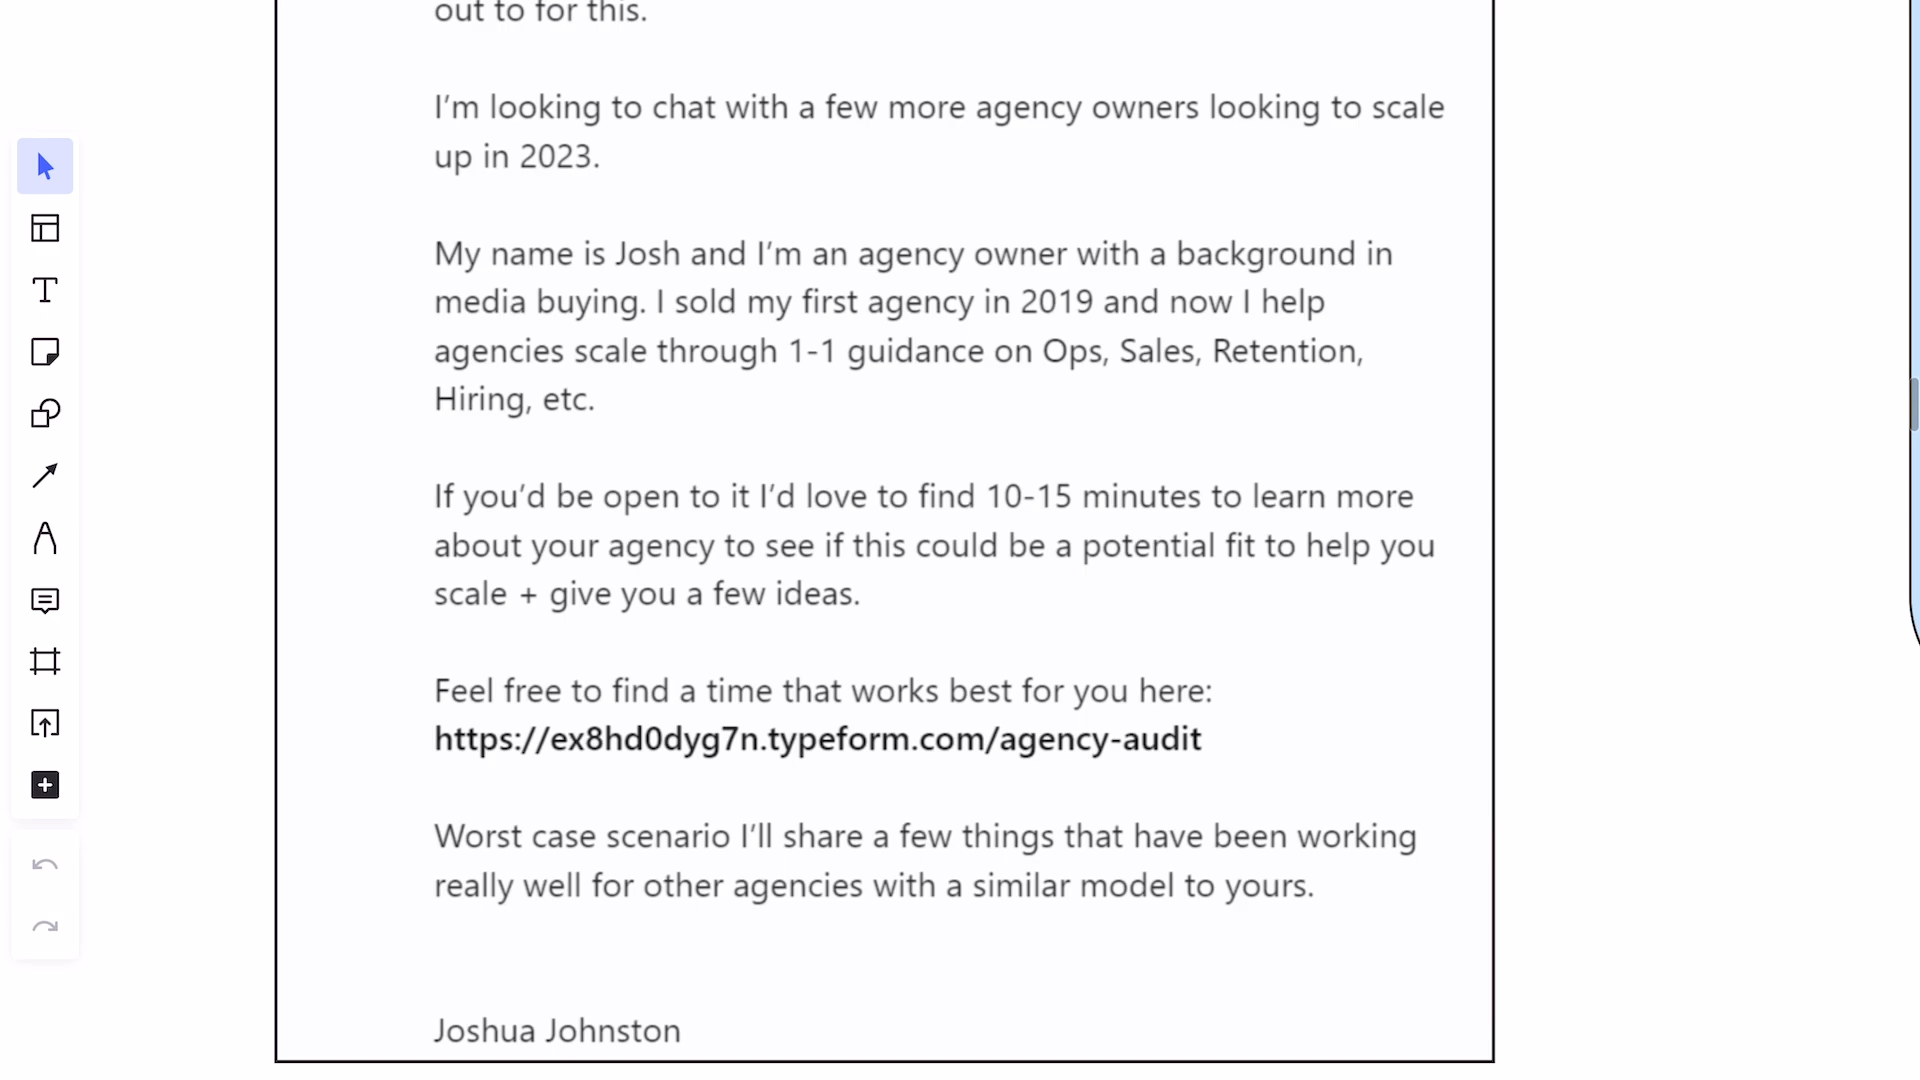 out to for this.
I’m looking to chat with a few more agency owners looking to scale
up in 2023.
My name is Josh and I’m an agency owner with a background in
media buying. I sold my first agency in 2019 and now I help
agencies scale through 1-1 guidance on Ops, Sales, Retention,
Hiring, etc.
If you’d be open to it I’d love to find 10-15 minutes to learn more
about your agency to see if this could be a potential fit to help you
scale + give you a few ideas.
Feel free to find a time that works best for you here:
https://ex8hd0dyg7n.typeform.com/agency-audit
Worst case scenario I’ll share a few things that have been working
really well for other agencies with a similar model to yours.
Joshua Johnston